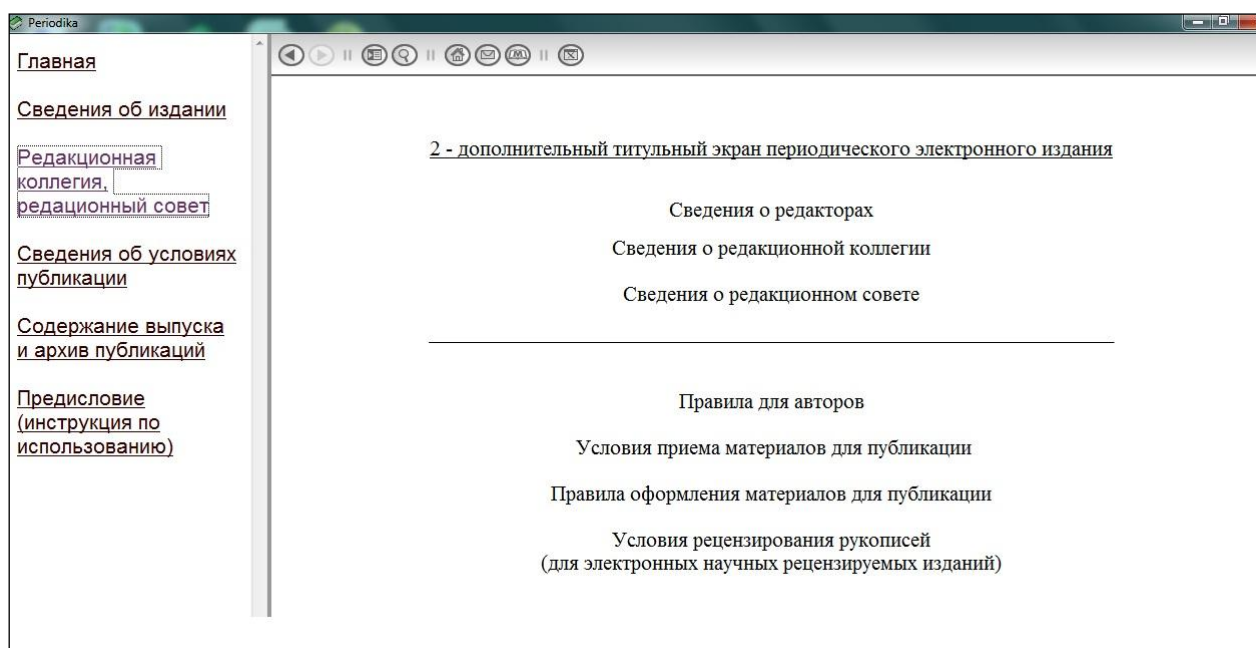 Periodika
Главная
Сведения об издании
Редакционная
коллегия,
редационный совет
Сведения об условиях
публикации
Содержание выпуска
и архив публикаций
Предисловие
(инструкция по
использованию)
2 - дополнительный титульный экран периодического электронного издания
Сведения о редакторах
Сведения о редакционной коллегии
Сведения о редакционном совете
Правила для авторов
Условия приема материалов для публикации
Правила оформления материалов для публикации
Условия рецензирования рукописей
(для электронных научных рецензируемых изданий)